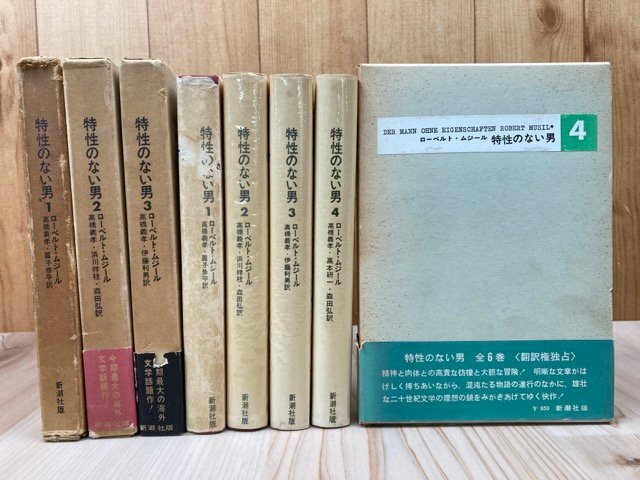 特性のない男 1
ローベルト・ムジール
高橋義孝・圓子修平訳
特性のない男 2
ローベルト・ムジール
高橋義孝・浜川祥枝・森田弘訳
今期最大の海外
文学話題作!
新潮社版
特性のない男 3
ローベルト・ムジール
高橋義孝・伊藤利男訳
今期最大の海外
文学話題作!
新潮社版
特性のない男 1
ローベルト・ムジール
高橋義孝・圓子修平訳
新潮社版
特性のない男 2
ローベルト・ムジール
高橋義孝・浜川祥枝・森田弘訳
新潮社版
特性のない男 3
ローベルト・ムジール
高橋義孝・伊藤利男訳
新潮社版
特性のない男 4
ローベルト・ムジール
高橋義孝・高本研一・森田弘訳
新潮社版
DER MANN OHNE EIGENSCHAFTEN ROBERT MUSIL*
ローベルト・ムジール 特性のない男
4
特性のない男 全6巻 〈翻訳権独占〉
精神と肉体との高貴な彷徨と大胆な冒険! 明晰な文章がは
げしく搏ちあいながら、混沌たる物語の進行のなかに、雄壮
な二十世紀文学の理想の鏡をみがきあげてゆく快作!
¥ 650 新潮社版